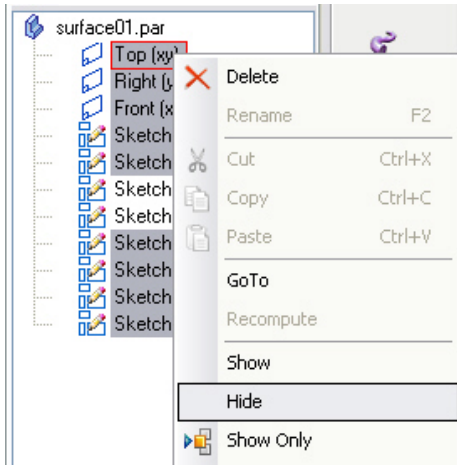 surface01.par
Top (xy)
Right (y
Front (x
Sketch
Sketch
Sketch
Sketch
Sketch
Sketch
Sketch
Sketch
Delete
Rename F2
Cut Ctrl+X
Copy Ctrl+C
Paste Ctrl+V
GoTo
Recompute
Show
Hide
Show Only